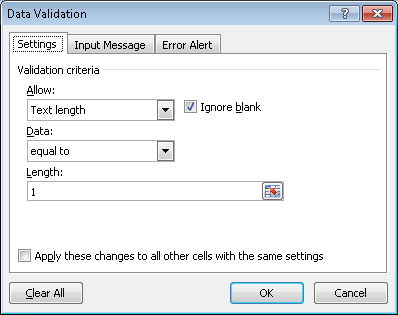 Data Validation
Settings Input Message Error Alert
Validation criteria
Allow:
Text length Ignore blank
Data:
equal to
Length:
1
Apply these changes to all other cells with the same settings
Clear All OK Cancel